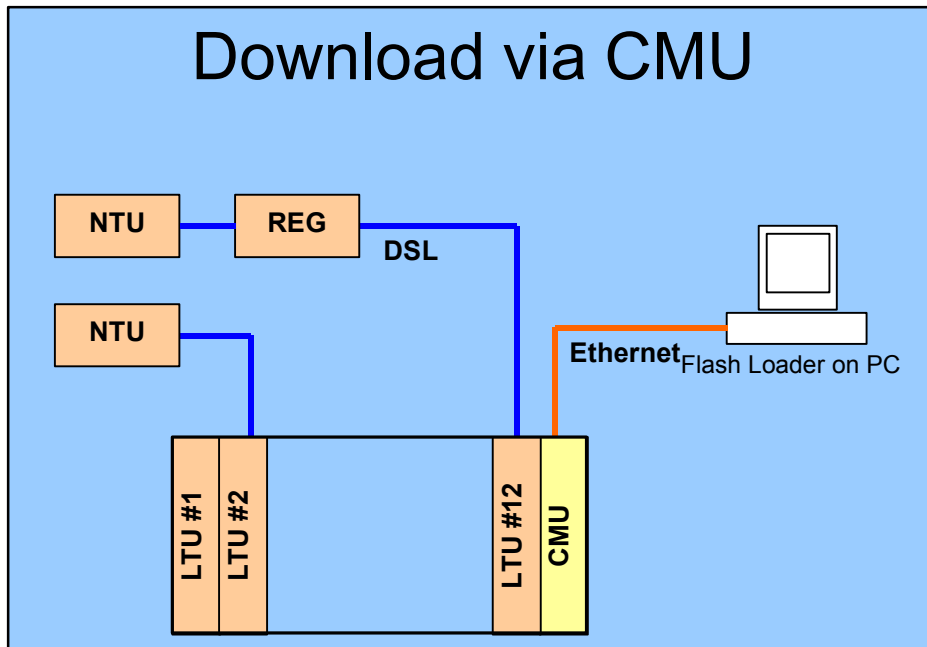 Download via CMU
NTU
REG
DSL
NTU
Ethernet
Flash Loader on PC
LTU #1
LTU #2
LTU #12
CMU